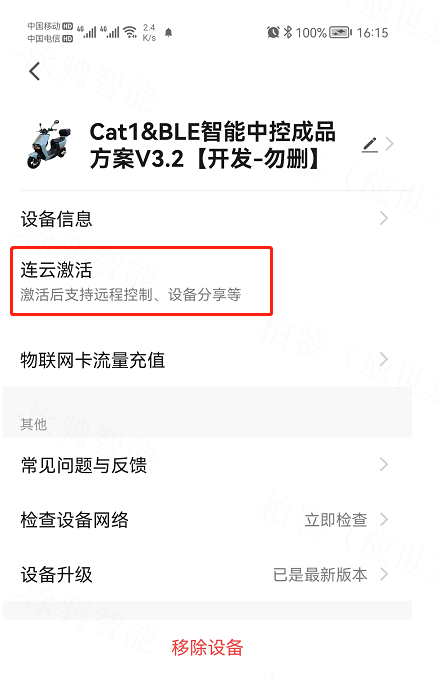 中国移动 HD 4G 4G 2.4 100% 16:15
中国电信 HD K/s
Cat1&BLE智能中控成品
方案V3.2【开发-勿删】
设备信息
连云激活
激活后支持远程控制、设备分享等
物联网卡流量充值
其他
常见问题与反馈
检查设备网络 立即检查
设备升级 已是最新版本
移除设备